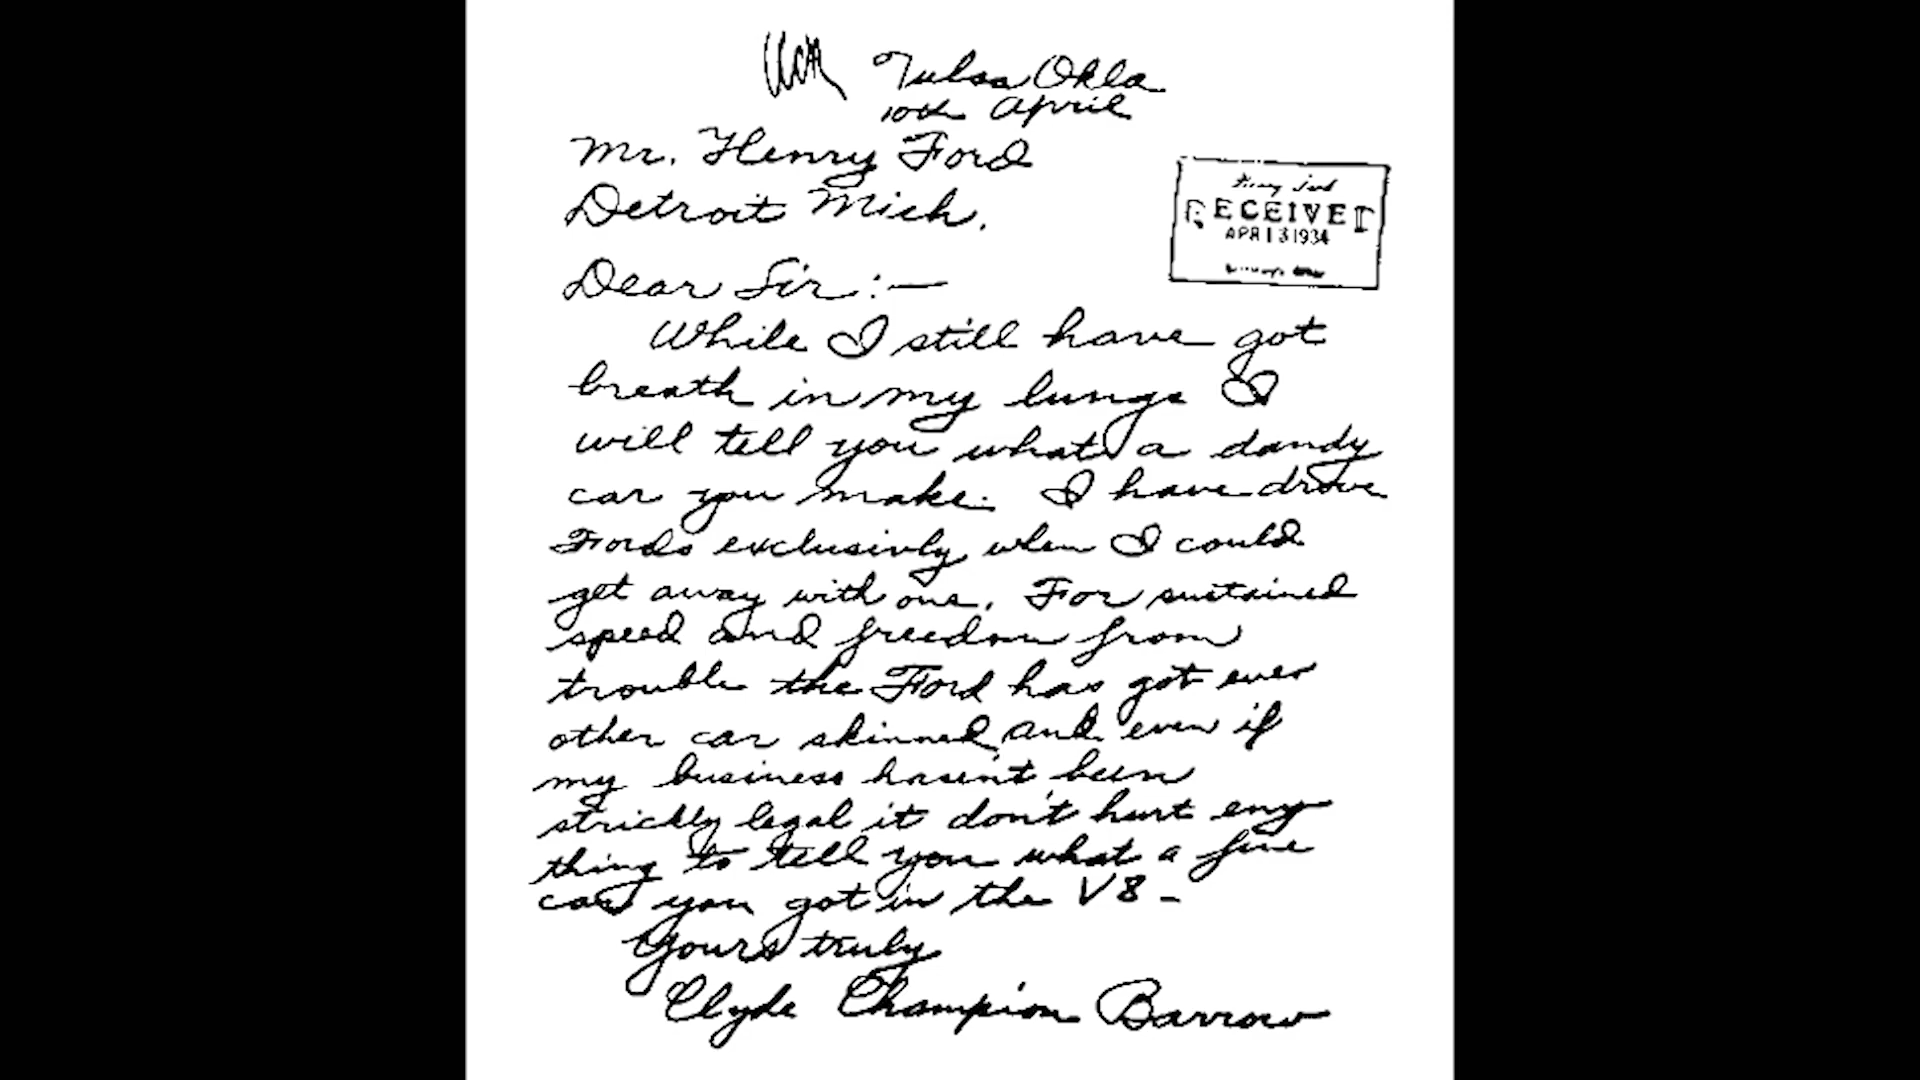 Tulsa Okla
10th April
Mr. Henry Ford
Detroit Mich.
Henry Ford
RECEIVED
APR 13 1934
Dear Sir:—
While I still have got
breath in my lungs I
will tell you what a dandy
car you make. I have drove
Fords exclusivly when I could
get away with one. For sustained
speed and freedom from
trouble the Ford has got ever
other car skinned, and even if
my business hasen't been
strickly legal it don't hurt eny
thing to tell you what a fine
car you got in the V8 -
Yours truly
Clyde Champion Barrow